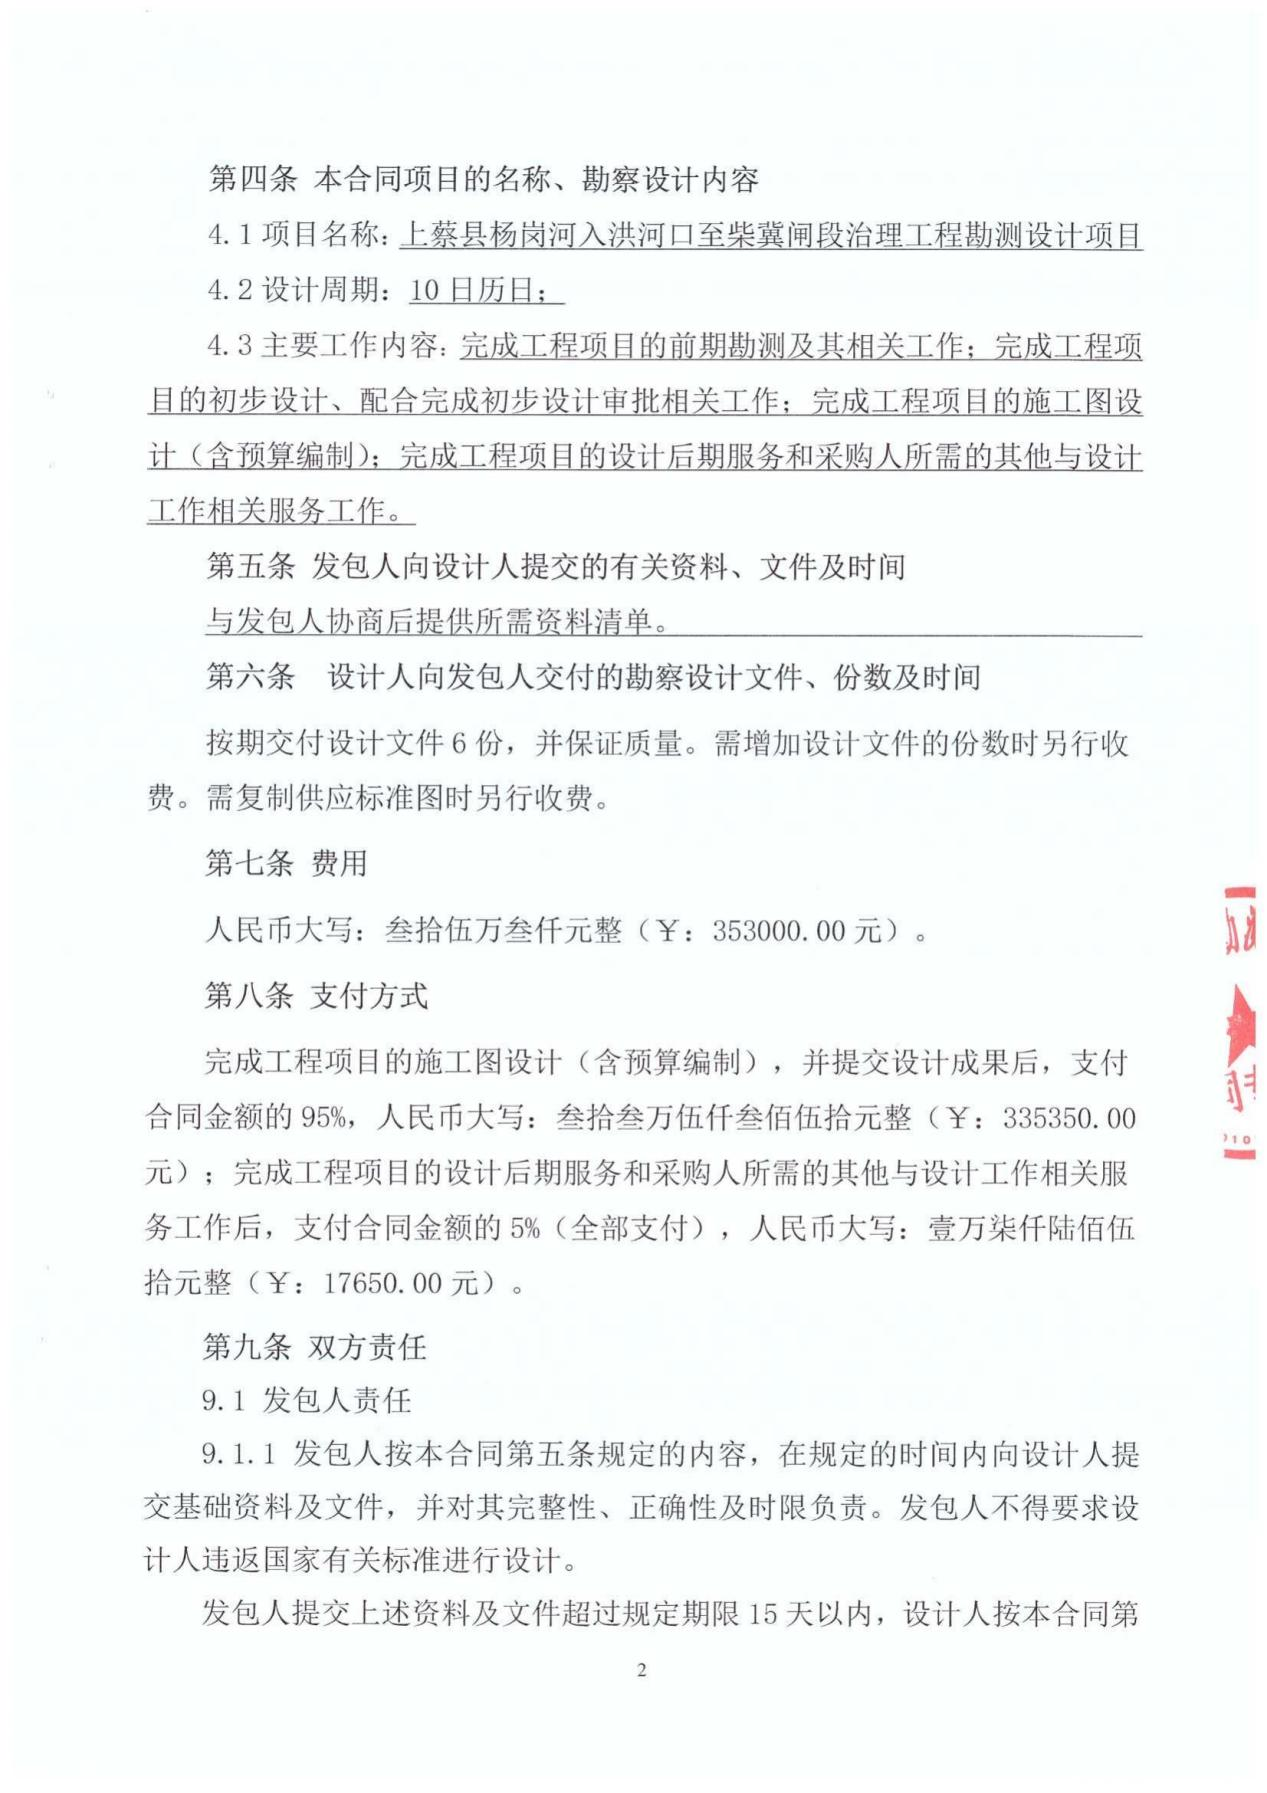 第四条 本合同项目的名称、勘察设计内容
4.1项目名称：上蔡县杨岗河入洪河口至柴冀闸段治理工程勘测设计项目
4.2设计周期：10日历日；
4.3主要工作内容：完成工程项目的前期勘测及其相关工作；完成工程项
目的初步设计、配合完成初步设计审批相关工作；完成工程项目的施工图设
计（含预算编制）；完成工程项目的设计后期服务和采购人所需的其他与设计
工作相关服务工作。
第五条 发包人向设计人提交的有关资料、文件及时间
与发包人协商后提供所需资料清单。
第六条 设计人向发包人交付的勘察设计文件、份数及时间
按期交付设计文件6份，并保证质量。需增加设计文件的份数时另行收
费。需复制供应标准图时另行收费。
第七条 费用
人民币大写：叁拾伍万叁仟元整（￥：353000.00元）。
第八条 支付方式
完成工程项目的施工图设计（含预算编制），并提交设计成果后，支付
合同金额的95%，人民币大写：叁拾叁万伍仟叁佰伍拾元整（￥：335350.00
元）；完成工程项目的设计后期服务和采购人所需的其他与设计工作相关服
务工作后，支付合同金额的5%（全部支付），人民币大写：壹万柒仟陆佰伍
拾元整（￥：17650.00元）。
第九条 双方责任
9.1 发包人责任
9.1.1 发包人按本合同第五条规定的内容，在规定的时间内向设计人提
交基础资料及文件，并对其完整性、正确性及时限负责。发包人不得要求设
计人违返国家有关标准进行设计。
发包人提交上述资料及文件超过规定期限15天以内，设计人按本合同第
2